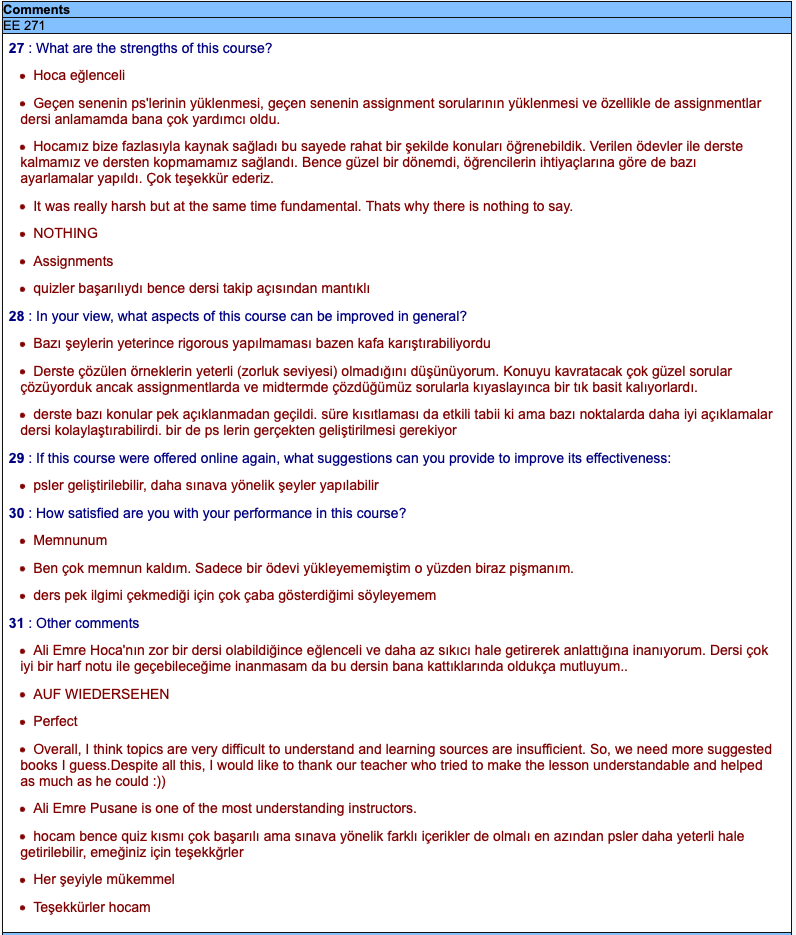 Comments
EE 271
27 : What are the strengths of this course?
• Hoca eğlenceli
• Geçen senenin ps'lerinin yüklenmesi, geçen senenin assignment sorularının yüklenmesi ve özellikle de assignmentlar
dersi anlamamda bana çok yardımcı oldu.
• Hocamız bize fazlasıyla kaynak sağladı bu sayede rahat bir şekilde konuları öğrenebildik. Verilen ödevler ile derste
kalmamız ve dersten kopmamamız sağlandı. Bence güzel bir dönemdi, öğrencilerin ihtiyaçlarına göre de bazı
ayarlamalar yapıldı. Çok teşekkür ederiz.
• It was really harsh but at the same time fundamental. Thats why there is nothing to say.
• NOTHING
• Assignments
• quizler başarılıydı bence dersi takip açısından mantıklı
28 : In your view, what aspects of this course can be improved in general?
• Bazı şeylerin yeterince rigorous yapılmaması bazen kafa karıştırabiliyordu
• Derste çözülen örneklerin yeterli (zorluk seviyesi) olmadığını düşünüyorum. Konuyu kavratacak çok güzel sorular
çözüyorduk ancak assignmentlarda ve midtermde çözdüğümüz sorularla kıyaslayınca bir tık basit kalıyorlardı.
• derste bazı konular pek açıklanmadan geçildi. süre kısıtlaması da etkili tabii ki ama bazı noktalarda daha iyi açıklamalar
dersi kolaylaştırabilirdi. bir de ps lerin gerçekten geliştirilmesi gerekiyor
29 : If this course were offered online again, what suggestions can you provide to improve its effectiveness:
• psler geliştirilebilir, daha sınava yönelik şeyler yapılabilir
30 : How satisfied are you with your performance in this course?
• Memnunum
• Ben çok memnun kaldım. Sadece bir ödevi yükleyememiştim o yüzden biraz pişmanım.
• ders pek ilgimi çekmediği için çok çaba gösterdiğimi söyleyemem
31 : Other comments
• Ali Emre Hoca'nın zor bir dersi olabildiğince eğlenceli ve daha az sıkıcı hale getirerek anlattığına inanıyorum. Dersi çok
iyi bir harf notu ile geçebileceğime inanmasam da bu dersin bana kattıklarında oldukça mutluyum..
• AUF WIEDERSEHEN
• Perfect
• Overall, I think topics are very difficult to understand and learning sources are insufficient. So, we need more suggested
books I guess.Despite all this, I would like to thank our teacher who tried to make the lesson understandable and helped
as much as he could :))
• Ali Emre Pusane is one of the most understanding instructors.
• hocam bence quiz kısmı çok başarılı ama sınava yönelik farklı içerikler de olmalı en azından psler daha yeterli hale
getirilebilir, emeğiniz için teşekkğrler
• Her şeyiyle mükemmel
• Teşekkürler hocam